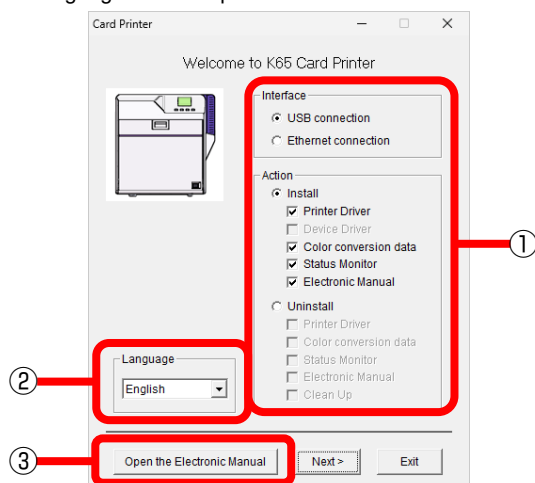 Card Printer
Welcome to K65 Card Printer
Interface
USB connection
Ethernet connection
Action
Install
Printer Driver
Device Driver
Color conversion data
Status Monitor
Electronic Manual
①
Uninstall
Printer Driver
Color conversion data
Status Monitor
Electronic Manual
Clean Up
Language
②
English
③
Open the Electronic Manual
Next >
Exit